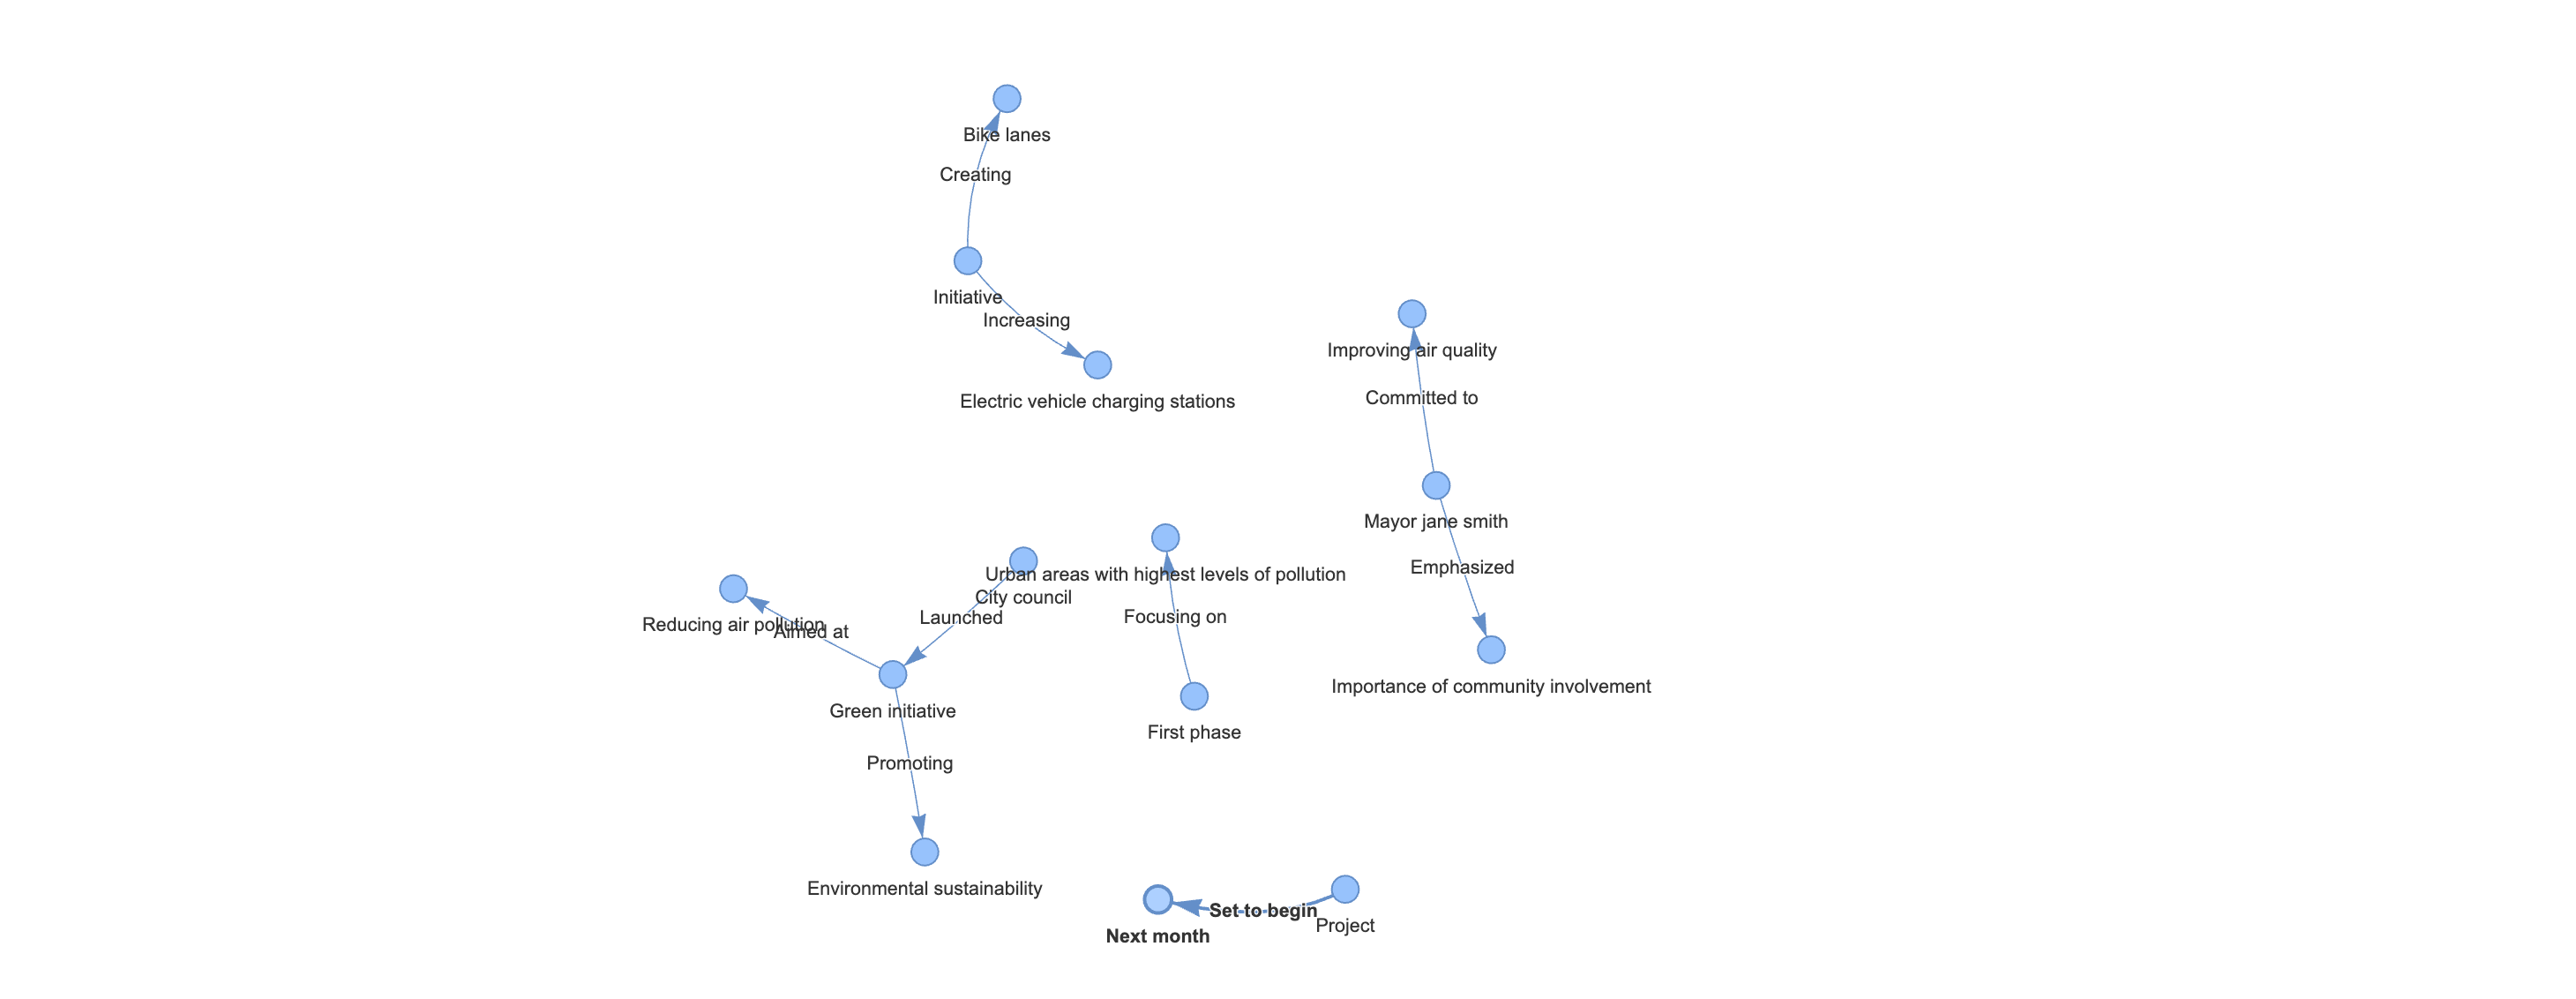 Bike lanes
Creating
Initiative
Increasing
Electric vehicle charging stations
Improving air quality
Committed to
Mayor jane smith
Emphasized
Importance of community involvement
Urban areas with highest levels of pollution
City council
Launched
Focusing on
Reducing air pollution
Aimed at
Green initiative
First phase
Promoting
Environmental sustainability
Set to begin
Project
Next month